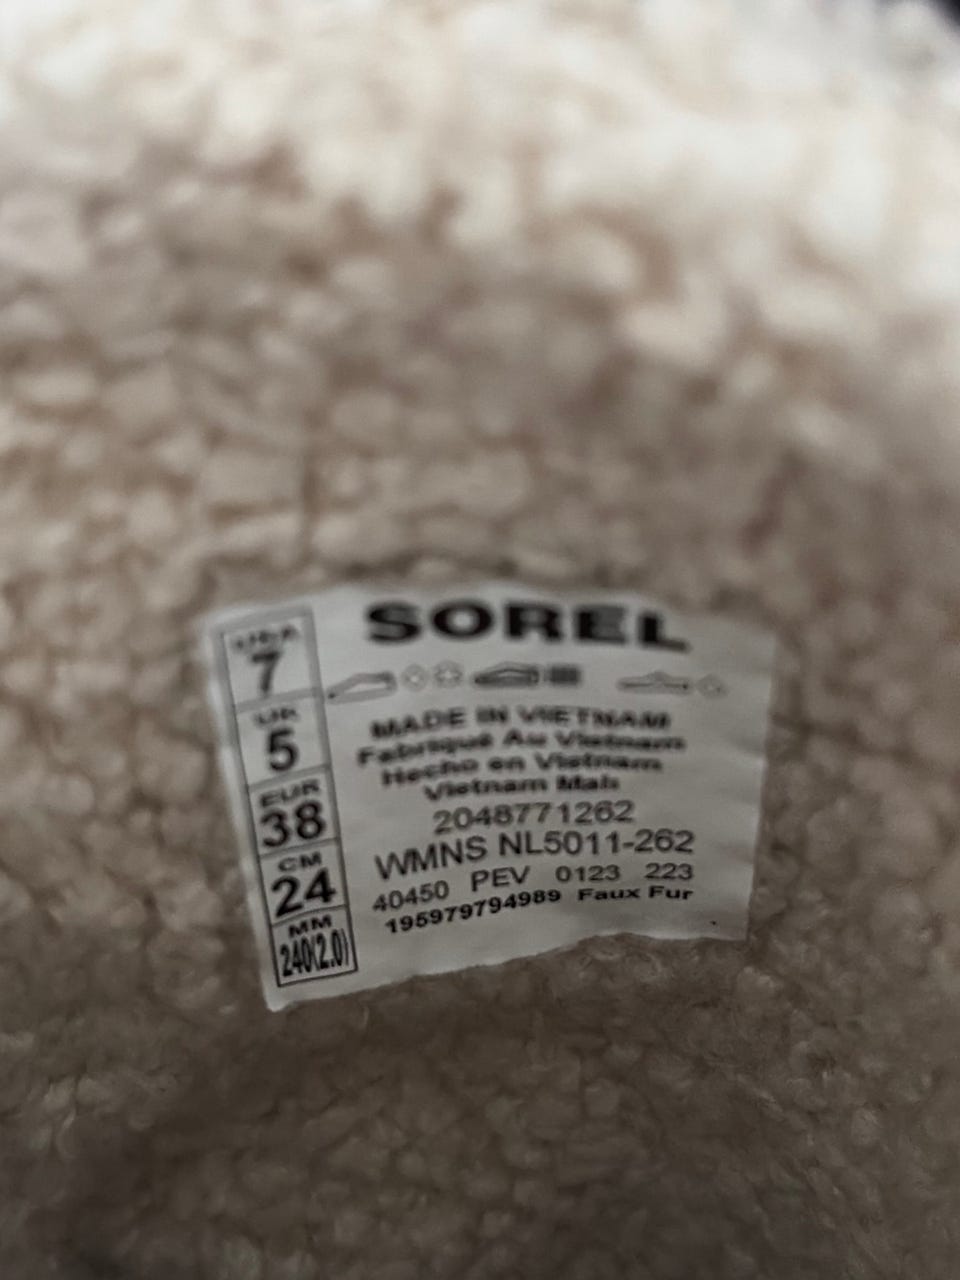 SOREL
USA
7
UK
5
EUR
38
CM
24
MM
240(2.0)
MADE IN VIETNAM
Fabriqué Au Vietnam
Hecho en Vietnam
Vietnam Malı
2048771262
WMNS NL5011-262
40450 PEV 0123 223
195979794989 Faux Fur